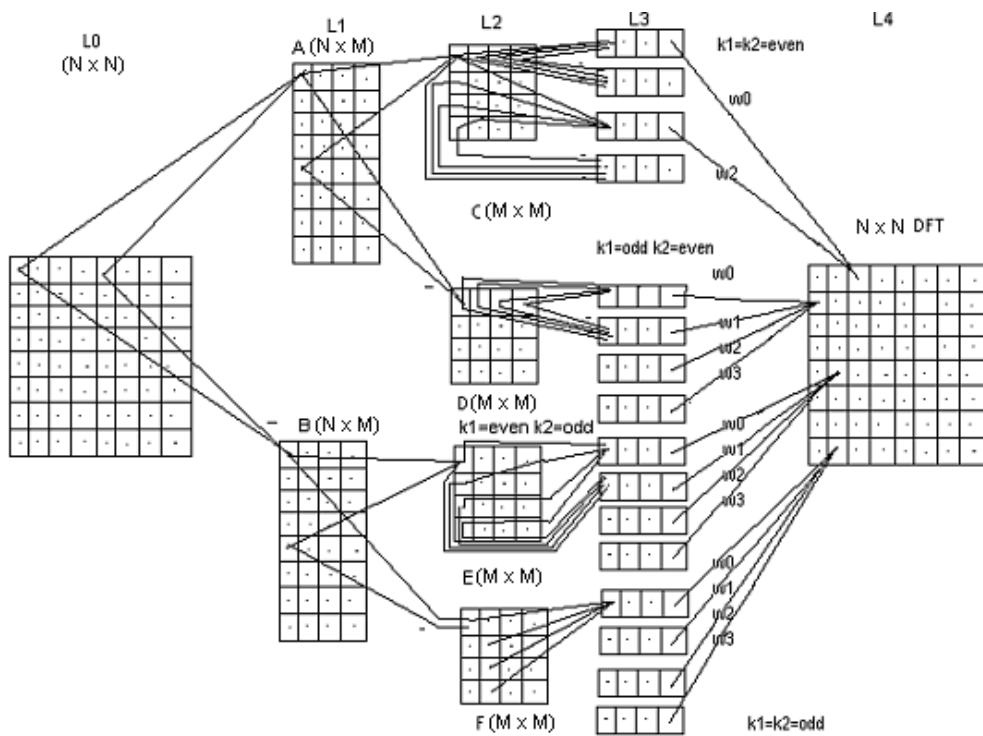 L0
(N x N)
L1
A (N x M)
L2
L3
L4
k1=k2=even
w0
w2
C (M x M)
N x N DFT
k1=odd k2=even
w0
-
w1
w2
w3
D (M x M)
-
B (N x M)
k1=even k2=odd
w0
w1
w2
w3
E (M x M)
w0
w1
-
w2
w3
F (M x M)
k1=k2=odd